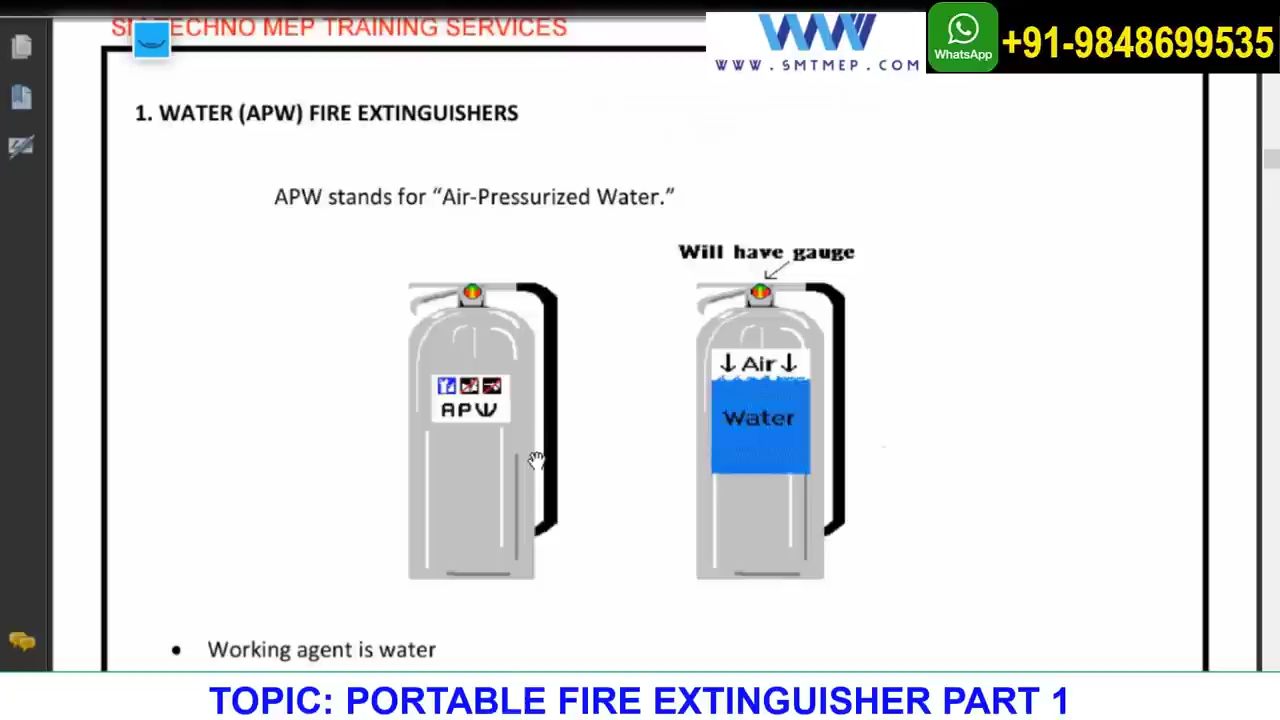 TECHNO MEP TRAINING SERVICES
WWW.SMTMEP.COM
WhatsApp
+91-9848699535
1. WATER (APW) FIRE EXTINGUISHERS
APW stands for “Air-Pressurized Water.”
Will have gauge
APW
↓ Air ↓
Water
• Working agent is water
TOPIC: PORTABLE FIRE EXTINGUISHER PART 1